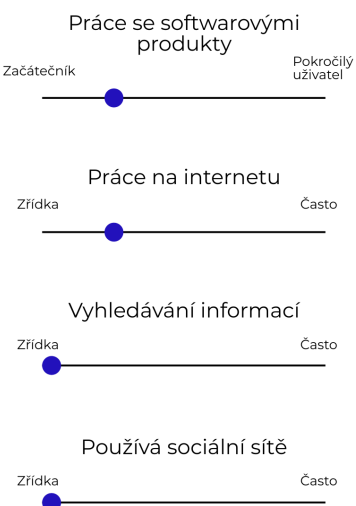 Práce se softwarovými
produkty
Začátečník
Pokročilý
uživatel
Práce na internetu
Zřídka
Často
Vyhledávání informací
Zřídka
Často
Používá sociální sítě
Zřídka
Často